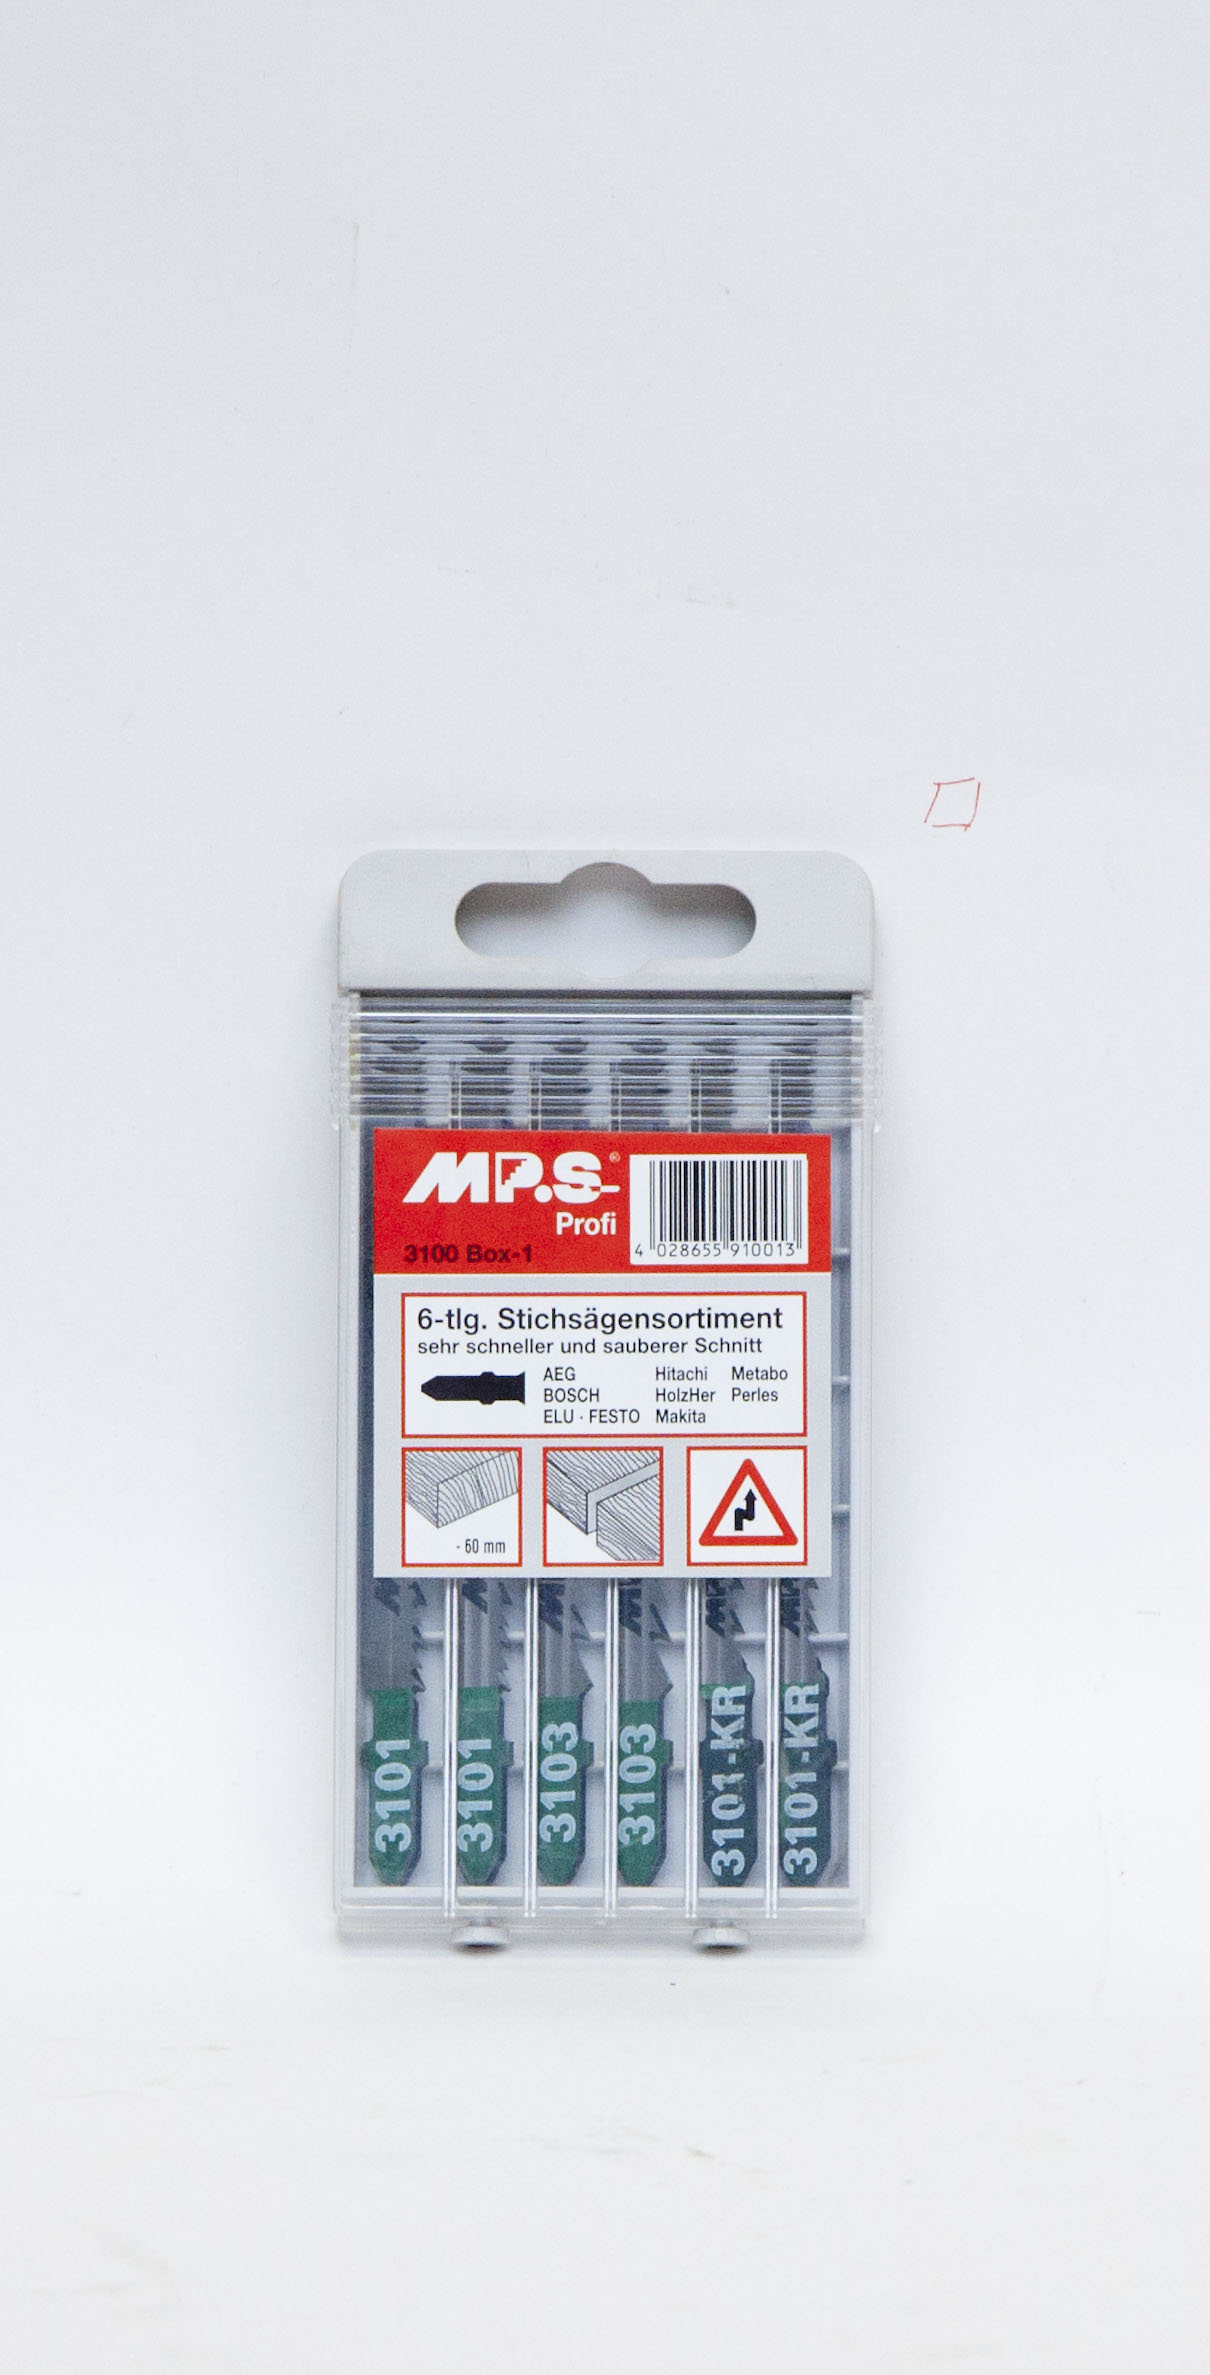 MP.S®
Profi
3100 Box-1
4 028655 910013
6-tlg. Stichsägensortiment
sehr schneller und sauberer Schnitt
AEG Hitachi Metabo
BOSCH HolzHer Perles
ELU · FESTO Makita
- 60 mm
3101
3101
3103
3103
3101-KR
3101-KR